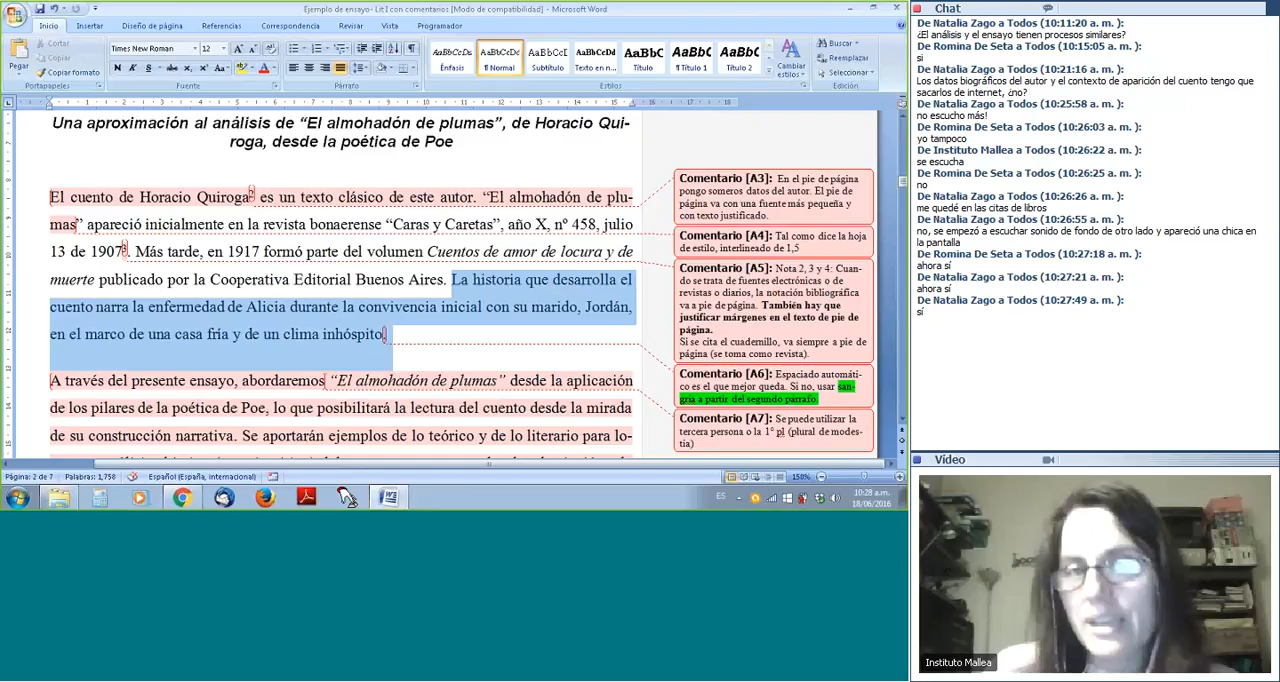 Ejemplo de ensayo- Lit I con comentarios [Modo de compatibilidad] - Microsoft Word
Inicio Insertar Diseño de página Referencias Correspondencia Revisar Vista Programador
Pegar
Cortar
Copiar
Copiar formato
Portapapeles
Times New Roman 12
Fuente
Párrafo
AaBbCcDs AaBbCcDc AaBbCcD AaBbCcDc AaBbC AaBbC AaBbC
Énfasis ¶ Normal Subtítulo Texto en n... Título ¶ Título 1 Título 2
Cambiar estilos
Estilos
Buscar
Reemplazar
Seleccionar
Edición
Una aproximación al análisis de “El almohadón de plumas”, de Horacio Qui-
roga, desde la poética de Poe
El cuento de Horacio Quiroga2 es un texto clásico de este autor. “El almohadón de plu-
mas” apareció inicialmente en la revista bonaerense “Caras y Caretas”, año X, nº 458, julio
13 de 19073. Más tarde, en 1917 formó parte del volumen Cuentos de amor de locura y de
muerte publicado por la Cooperativa Editorial Buenos Aires. La historia que desarrolla el
cuento narra la enfermedad de Alicia durante la convivencia inicial con su marido, Jordán,
en el marco de una casa fría y de un clima inhóspito.
A través del presente ensayo, abordaremos “El almohadón de plumas” desde la aplicación
de los pilares de la poética de Poe, lo que posibilitará la lectura del cuento desde la mirada
de su construcción narrativa. Se aportarán ejemplos de lo teórico y de lo literario para lo-
Comentario [A3]: En el pie de página
pongo someros datos del autor. El pie de
página va con una fuente más pequeña y
con texto justificado.
Comentario [A4]: Tal como dice la hoja
de estilo, interlineado de 1,5
Comentario [A5]: Nota 2, 3 y 4: Cuan-
do se trata de fuentes electrónicas o de
revistas o diarios, la notación bibliográfica
va a pie de página. También hay que
justificar márgenes en el texto de pie de
página.
Si se cita el cuadernillo, va siempre a pie de
página (se toma como revista).
Comentario [A6]: Espaciado automáti-
co es el que mejor queda. Si no, usar san-
gría a partir del segundo párrafo.
Comentario [A7]: Se puede utilizar la
tercera persona o la 1° pl (plural de modes-
tia)
Página: 2 de 7 Palabras: 1,758 Español (España, internacional) 158%
ES 10:28 a.m.
18/06/2016
Chat
De Natalia Zago a Todos (10:11:20 a. m. ):
¿El análisis y el ensayo tienen procesos similares?
De Romina De Seta a Todos (10:15:05 a. m. ):
si
De Natalia Zago a Todos (10:21:16 a. m. ):
Los datos biográficos del autor y el contexto de aparición del cuento tengo que
sacarlos de internet, ¿no?
De Natalia Zago a Todos (10:25:58 a. m. ):
no escucho más!
De Romina De Seta a Todos (10:26:03 a. m. ):
yo tampoco
De Instituto Mallea a Todos (10:26:22 a. m. ):
se escucha
De Romina De Seta a Todos (10:26:25 a. m. ):
no
De Natalia Zago a Todos (10:26:26 a. m. ):
me quedé en las citas de libros
De Natalia Zago a Todos (10:26:55 a. m. ):
no, se empezó a escuchar sonido de fondo de otro lado y apareció una chica en
la pantalla
De Romina De Seta a Todos (10:27:18 a. m. ):
ahora sí
De Natalia Zago a Todos (10:27:21 a. m. ):
ahora sí
De Natalia Zago a Todos (10:27:49 a. m. ):
sí
Vídeo
Instituto Mallea